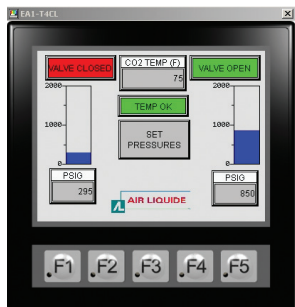 EA1-T4CL
VALVE CLOSED
CO2 TEMP (F)
75
VALVE OPEN
2000
1000
0
TEMP OK
SET
PRESSURES
2000
1000
0
PSIG
295
AIR LIQUIDE
PSIG
850
F1 F2 F3 F4 F5